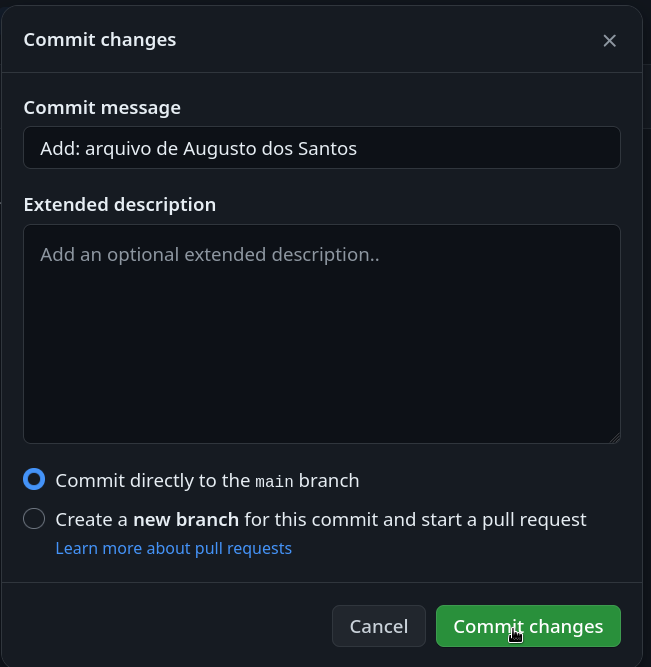 Commit changes
Commit message
Add: arquivo de Augusto dos Santos
Extended description
Add an optional extended description..
Commit directly to the main branch
Create a new branch for this commit and start a pull request
Learn more about pull requests
Cancel
Commit changes